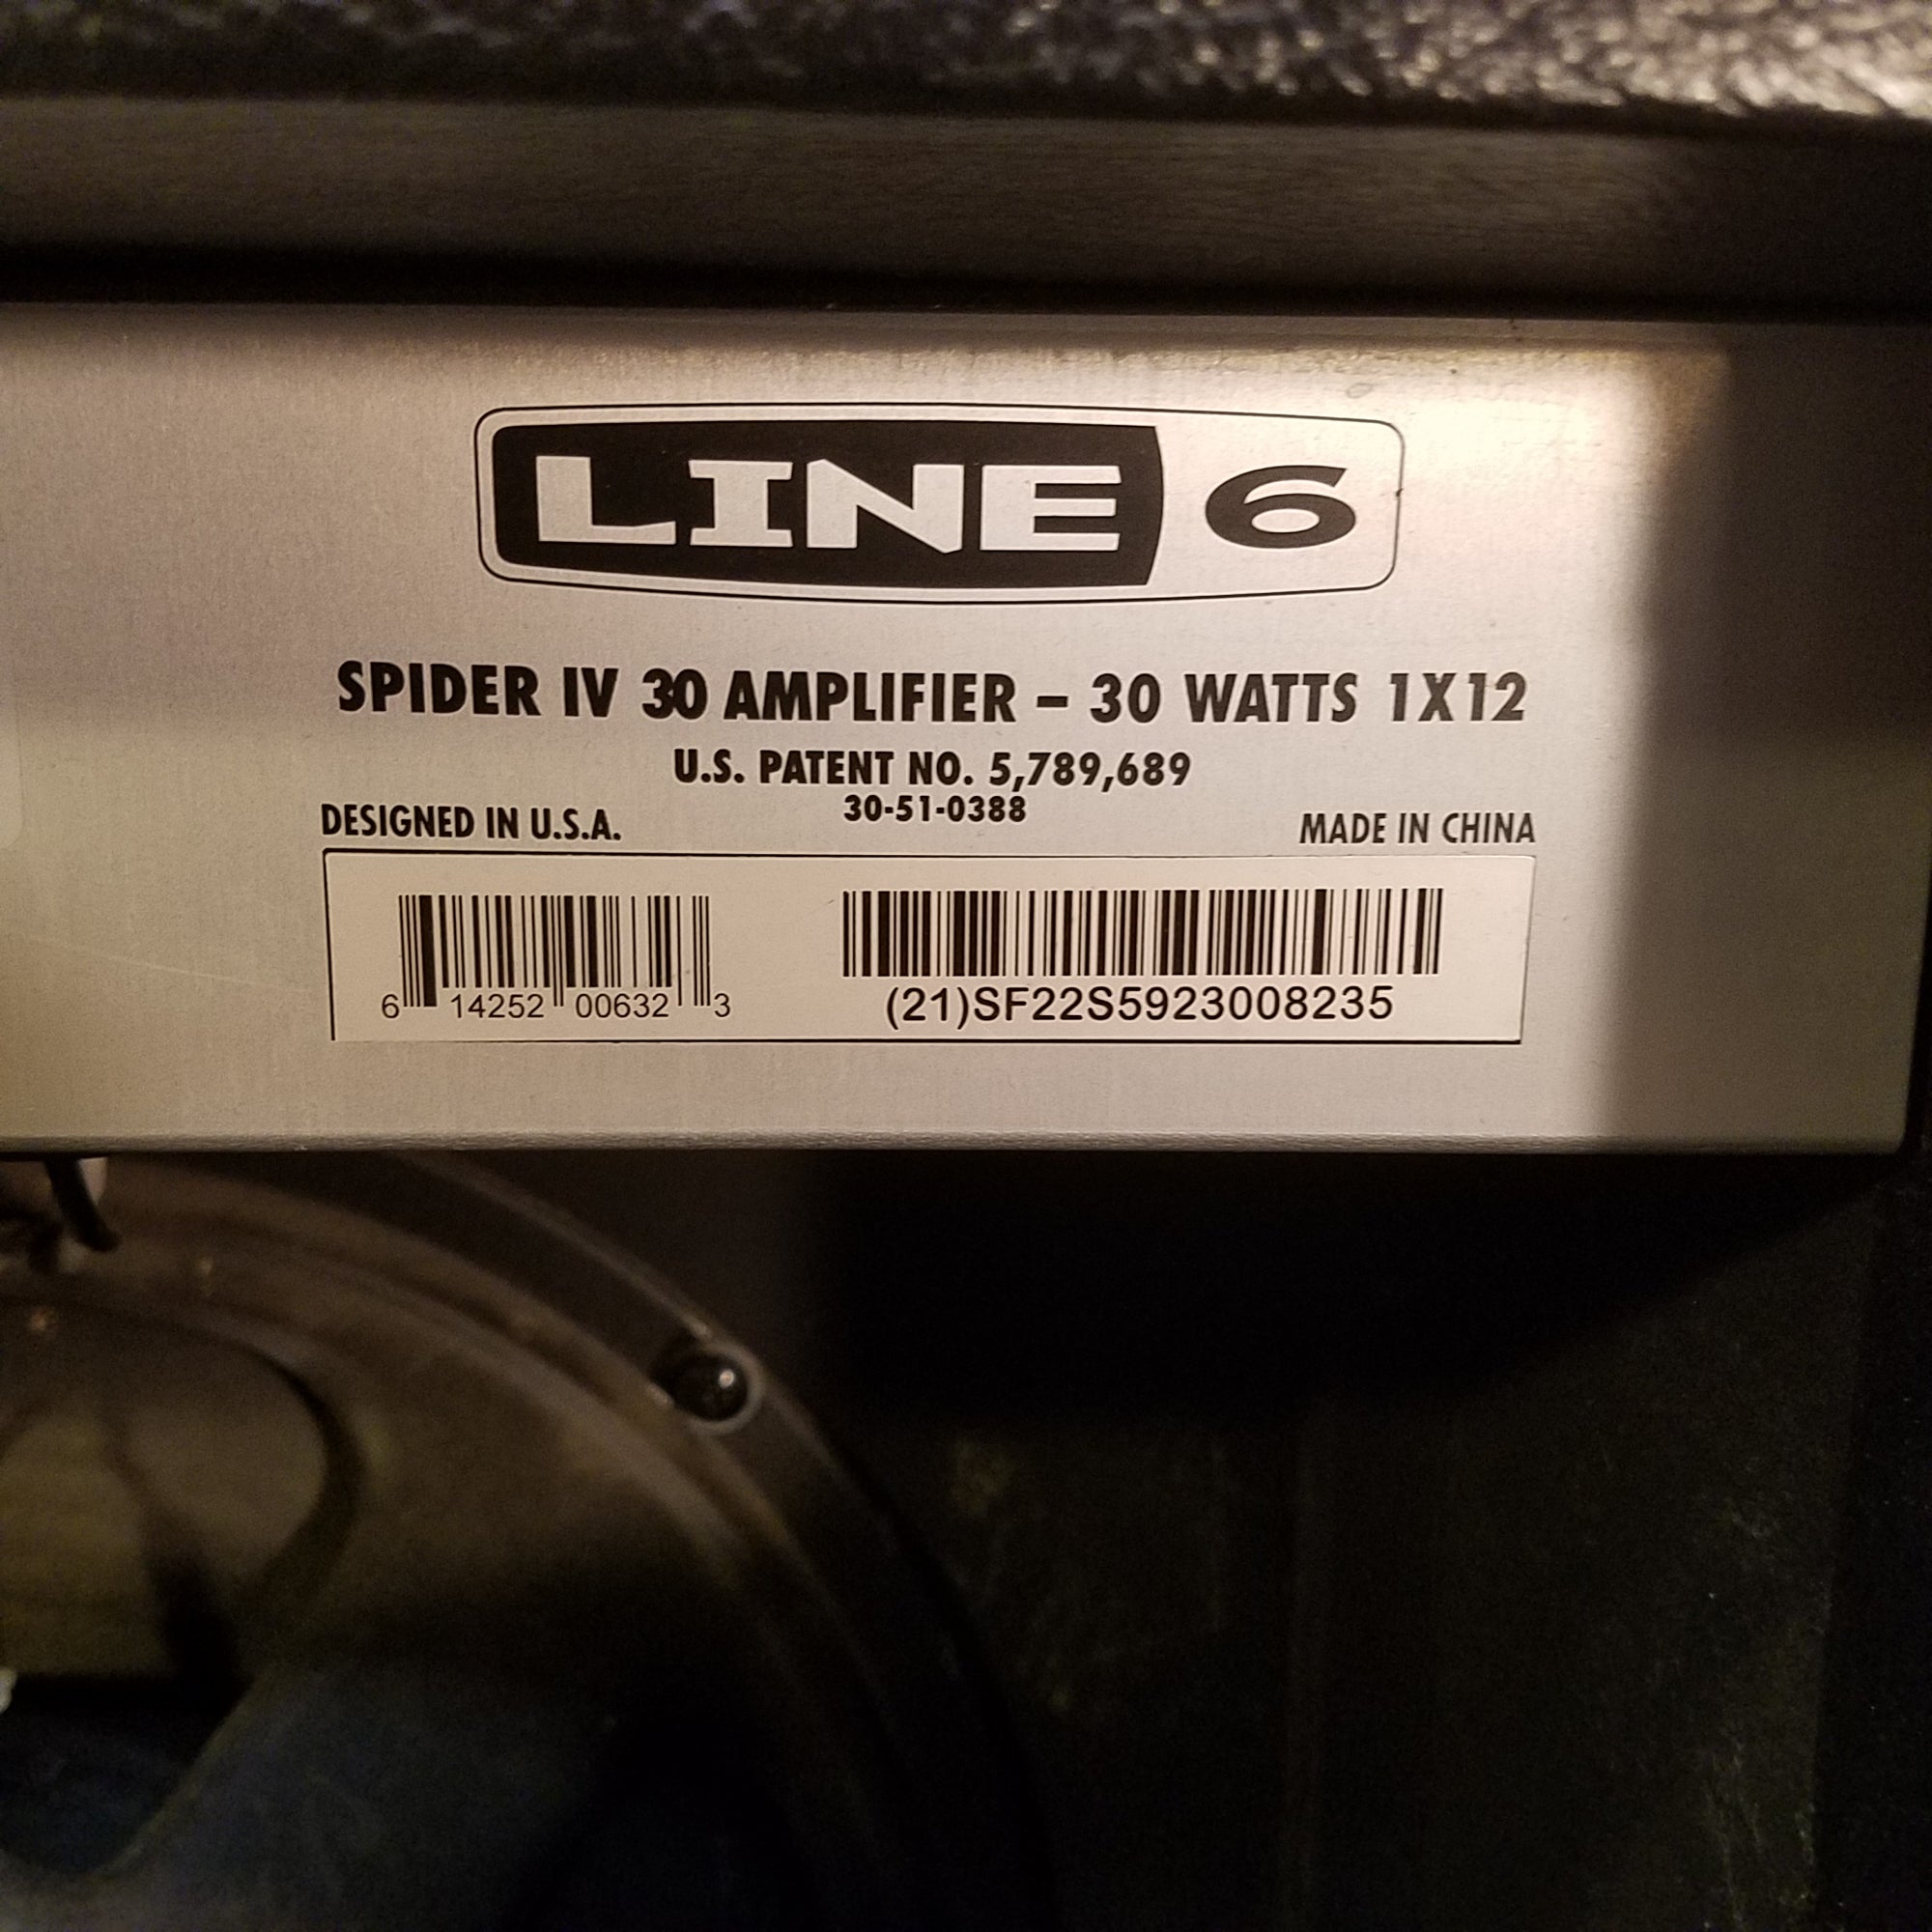 LINE 6
SPIDER IV 30 AMPLIFIER – 30 WATTS 1X12
U.S. PATENT NO. 5,789,689
30-51-0388
DESIGNED IN U.S.A.
MADE IN CHINA
6 14252 00632 3
(21)SF22S5923008235